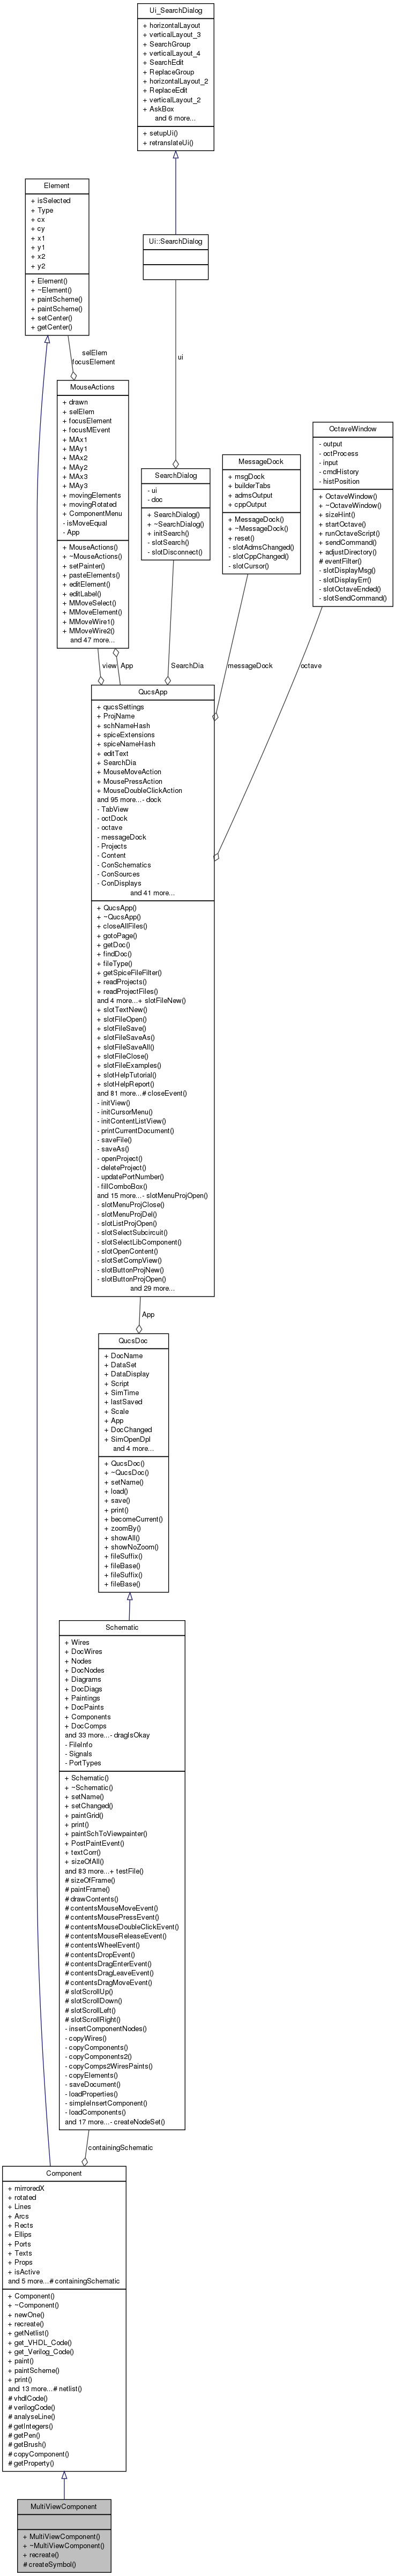 Ui_SearchDialog
+ horizontalLayout
+ verticalLayout_3
+ SearchGroup
+ verticalLayout_4
+ SearchEdit
+ ReplaceGroup
+ horizontalLayout_2
+ ReplaceEdit
+ verticalLayout_2
+ AskBox
and 6 more...
+ setupUi()
+ retranslateUi()
Element
+ isSelected
+ Type
+ cx
+ cy
+ x1
+ y1
+ x2
+ y2
+ Element()
+ ~Element()
+ paintScheme()
+ paintScheme()
+ setCenter()
+ getCenter()
Ui::SearchDialog
selElem
focusElement
ui
MouseActions
+ drawn
+ selElem
+ focusElement
+ focusMEvent
+ MAx1
+ MAy1
+ MAx2
+ MAy2
+ MAx3
+ MAy3
+ movingElements
+ movingRotated
+ ComponentMenu
- isMoveEqual
- App
+ MouseActions()
+ ~MouseActions()
+ setPainter()
+ pasteElements()
+ editElement()
+ editLabel()
+ MMoveSelect()
+ MMoveElement()
+ MMoveWire1()
+ MMoveWire2()
and 47 more...
SearchDialog
- ui
- doc
+ SearchDialog()
+ ~SearchDialog()
+ initSearch()
- slotSearch()
- slotDisconnect()
MessageDock
+ msgDock
+ builderTabs
+ admsOutput
+ cppOutput
+ MessageDock()
+ ~MessageDock()
+ reset()
- slotAdmsChanged()
- slotCppChanged()
- slotCursor()
OctaveWindow
- output
- octProcess
- input
- cmdHistory
- histPosition
+ OctaveWindow()
+ ~OctaveWindow()
+ sizeHint()
+ startOctave()
+ runOctaveScript()
+ sendCommand()
+ adjustDirectory()
# eventFilter()
- slotDisplayMsg()
- slotDisplayErr()
- slotOctaveEnded()
- slotSendCommand()
view
App
SearchDia
messageDock
octave
QucsApp
+ qucsSettings
+ ProjName
+ schNameHash
+ spiceExtensions
+ spiceNameHash
+ editText
+ SearchDia
+ MouseMoveAction
+ MousePressAction
+ MouseDoubleClickAction
and 95 more...- dock
- TabView
- octDock
- octave
- messageDock
- Projects
- Content
- ConSchematics
- ConSources
- ConDisplays
and 41 more...
+ QucsApp()
+ ~QucsApp()
+ closeAllFiles()
+ gotoPage()
+ getDoc()
+ findDoc()
+ fileType()
+ getSpiceFileFilter()
+ readProjects()
+ readProjectFiles()
and 4 more...+ slotFileNew()
+ slotTextNew()
+ slotFileOpen()
+ slotFileSave()
+ slotFileSaveAs()
+ slotFileSaveAll()
+ slotFileClose()
+ slotFileExamples()
+ slotHelpTutorial()
+ slotHelpReport()
and 81 more...# closeEvent()
- initView()
- initCursorMenu()
- initContentListView()
- printCurrentDocument()
- saveFile()
- saveAs()
- openProject()
- deleteProject()
- updatePortNumber()
- fillComboBox()
and 15 more...- slotMenuProjOpen()
- slotMenuProjClose()
- slotMenuProjDel()
- slotListProjOpen()
- slotSelectSubcircuit()
- slotSelectLibComponent()
- slotOpenContent()
- slotSetCompView()
- slotButtonProjNew()
- slotButtonProjOpen()
and 29 more...
App
QucsDoc
+ DocName
+ DataSet
+ DataDisplay
+ Script
+ SimTime
+ lastSaved
+ Scale
+ App
+ DocChanged
+ SimOpenDpl
and 4 more...
+ QucsDoc()
+ ~QucsDoc()
+ setName()
+ load()
+ save()
+ print()
+ becomeCurrent()
+ zoomBy()
+ showAll()
+ showNoZoom()
+ fileSuffix()
+ fileBase()
+ fileSuffix()
+ fileBase()
Schematic
+ Wires
+ DocWires
+ Nodes
+ DocNodes
+ Diagrams
+ DocDiags
+ Paintings
+ DocPaints
+ Components
+ DocComps
and 33 more...- dragIsOkay
- FileInfo
- Signals
- PortTypes
+ Schematic()
+ ~Schematic()
+ setName()
+ setChanged()
+ paintGrid()
+ print()
+ paintSchToViewpainter()
+ PostPaintEvent()
+ textCorr()
+ sizeOfAll()
and 83 more...+ testFile()
# sizeOfFrame()
# paintFrame()
# drawContents()
# contentsMouseMoveEvent()
# contentsMousePressEvent()
# contentsMouseDoubleClickEvent()
# contentsMouseReleaseEvent()
# contentsWheelEvent()
# contentsDropEvent()
# contentsDragEnterEvent()
# contentsDragLeaveEvent()
# contentsDragMoveEvent()
# slotScrollUp()
# slotScrollDown()
# slotScrollLeft()
# slotScrollRight()
- insertComponentNodes()
- copyWires()
- copyComponents()
- copyComponents2()
- copyComps2WiresPaints()
- copyElements()
- saveDocument()
- loadProperties()
- simpleInsertComponent()
- loadComponents()
and 17 more...- createNodeSet()
containingSchematic
Component
+ mirroredX
+ rotated
+ Lines
+ Arcs
+ Rects
+ Ellips
+ Ports
+ Texts
+ Props
+ isActive
and 5 more...# containingSchematic
+ Component()
+ ~Component()
+ newOne()
+ recreate()
+ getNetlist()
+ get_VHDL_Code()
+ get_Verilog_Code()
+ paint()
+ paintScheme()
+ print()
and 13 more...# netlist()
# vhdlCode()
# verilogCode()
# analyseLine()
# getIntegers()
# getPen()
# getBrush()
# copyComponent()
# getProperty()
MultiViewComponent
+ MultiViewComponent()
+ ~MultiViewComponent()
+ recreate()
# createSymbol()